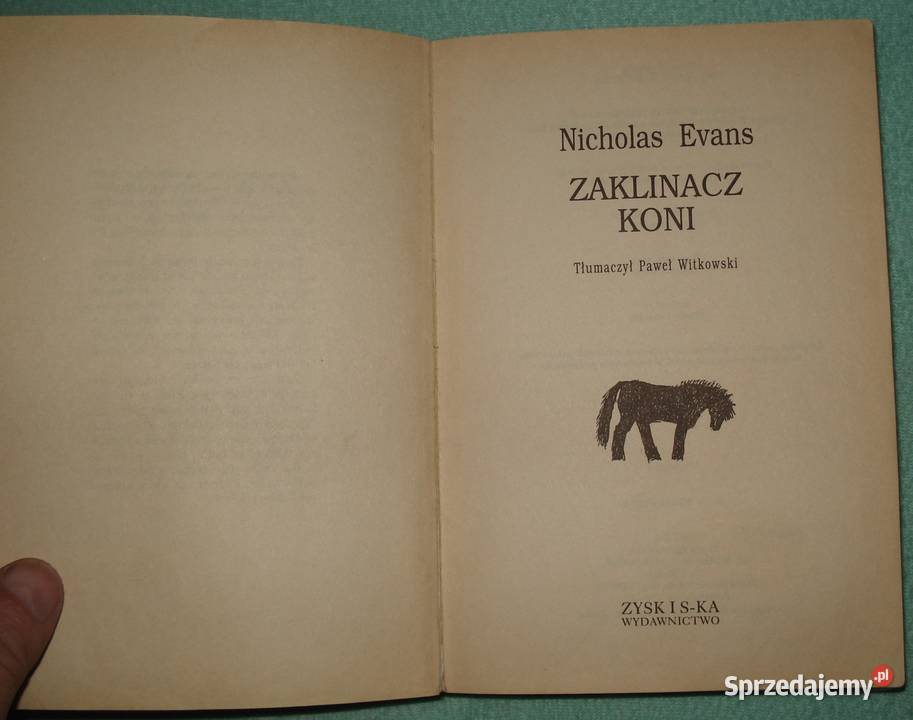 Nicholas Evans
ZAKLINACZ
KONI
Tłumaczył Paweł Witkowski
ZYSK I S-KA
WYDAWNICTWO
Sprzedajemy.pl